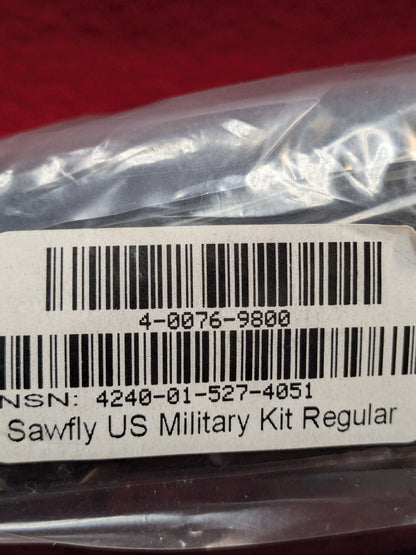 4-0076-9800
NSN: 4240-01-527-4051
Sawfly US Military Kit Regular